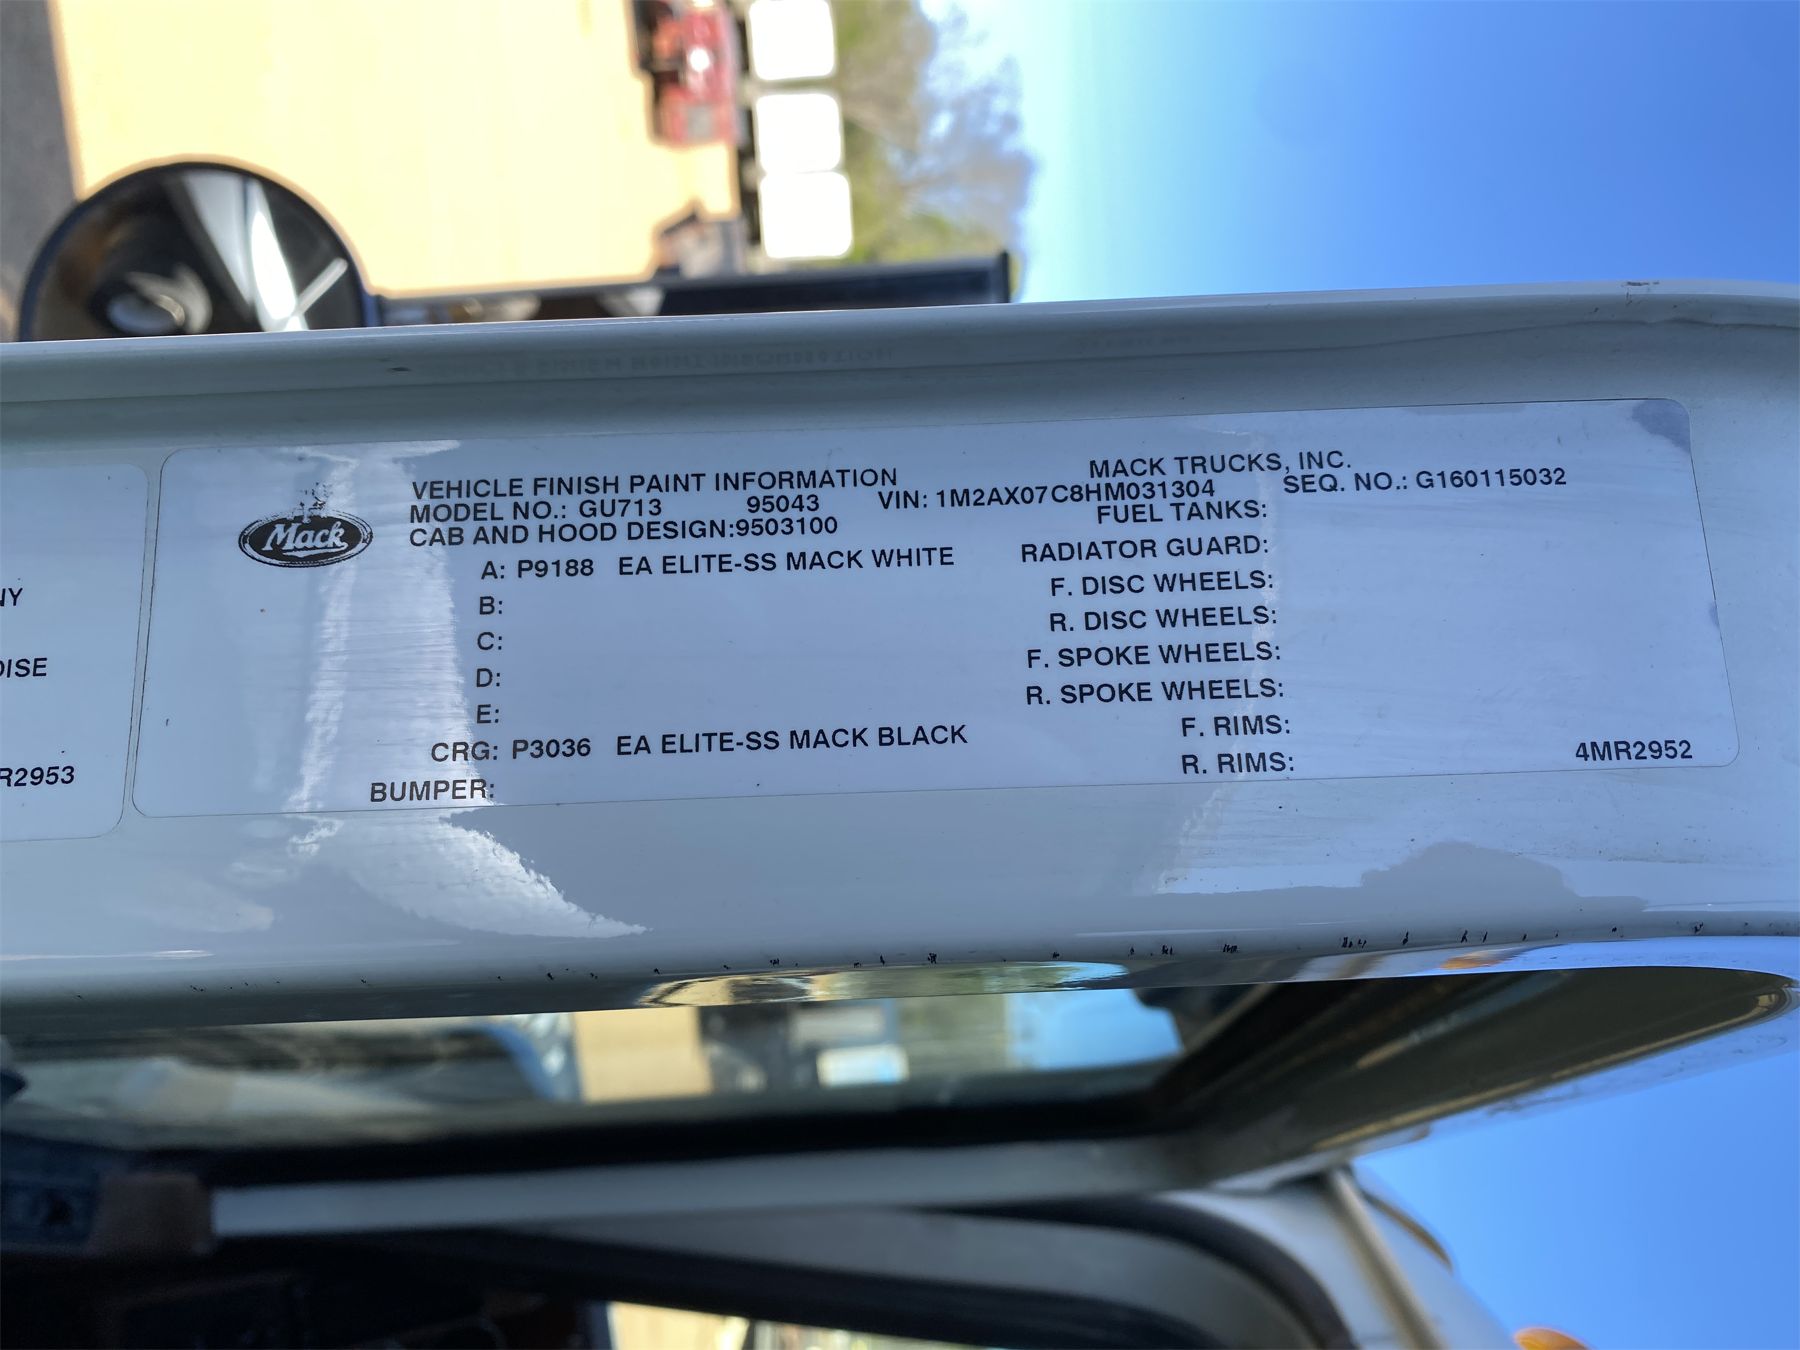 VEHICLE FINISH PAINT INFORMATION MACK TRUCKS, INC.
MODEL NO.: GU713 95043 VIN: 1M2AX07C8HM031304 SEQ. NO.: G160115032
CAB AND HOOD DESIGN:9503100 FUEL TANKS:
Mack
A: P9188 EA ELITE-SS MACK WHITE RADIATOR GUARD:
B: F. DISC WHEELS:
C: R. DISC WHEELS:
D: F. SPOKE WHEELS:
E: R. SPOKE WHEELS:
CRG: P3036 EA ELITE-SS MACK BLACK F. RIMS:
BUMPER: R. RIMS: 4MR2952
NY
OISE
R2953